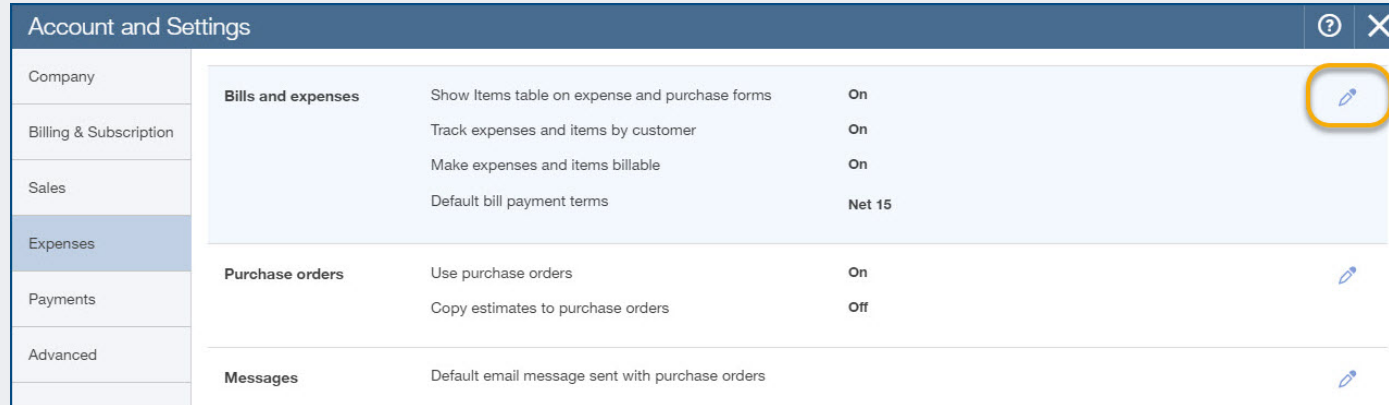 Account and Settings
Company
Billing & Subscription
Sales
Expenses
Payments
Advanced
Bills and expenses Show Items table on expense and purchase forms On
Track expenses and items by customer On
Make expenses and items billable On
Default bill payment terms Net 15
Purchase orders Use purchase orders On
Copy estimates to purchase orders Off
Messages Default email message sent with purchase orders